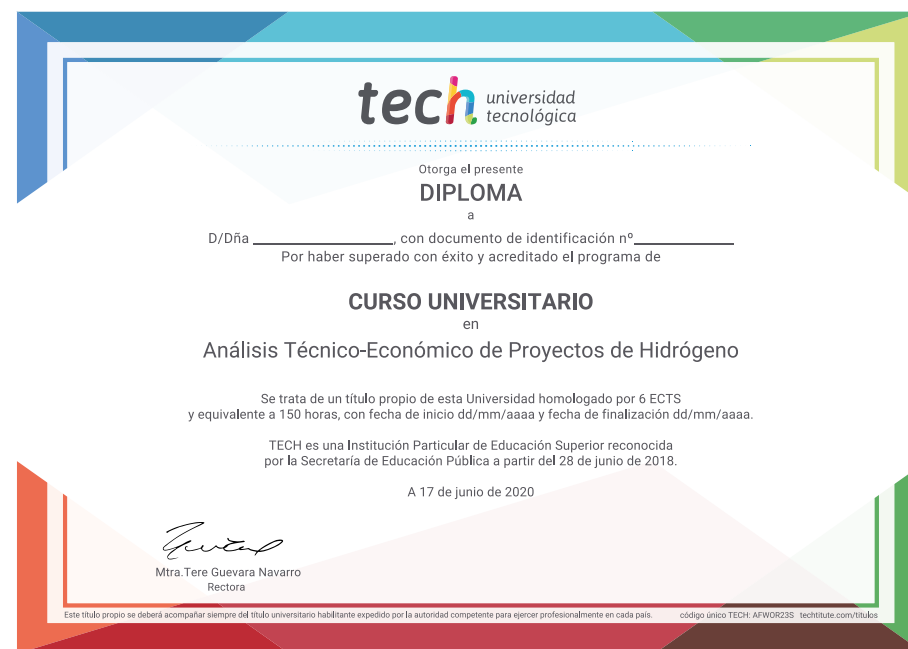 tech universidad
tecnológica
Otorga el presente
DIPLOMA
a
D/Dña ____________________, con documento de identificación nº______________
Por haber superado con éxito y acreditado el programa de
CURSO UNIVERSITARIO
en
Análisis Técnico-Económico de Proyectos de Hidrógeno
Se trata de un título propio de esta Universidad homologado por 6 ECTS
y equivalente a 150 horas, con fecha de inicio dd/mm/aaaa y fecha de finalización dd/mm/aaaa.
TECH es una Institución Particular de Educación Superior reconocida
por la Secretaría de Educación Pública a partir del 28 de junio de 2018.
A 17 de junio de 2020
Mtra.Tere Guevara Navarro
Rectora
Este título propio se deberá acompañar siempre del título universitario habilitante expedido por la autoridad competente para ejercer profesionalmente en cada país. código único TECH: AFWOR23S techtitute.com/titulos